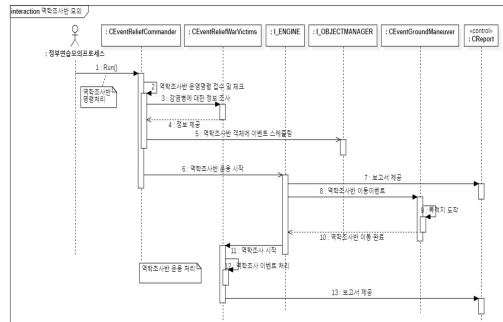 interaction 역학조사반 모의
: 정부연습모의프로세스
: CEventReliefCommander
: CEventReliefWarVictims
: I_ENGINE
: I_OBJECTMANAGER
: CEventGroundManeuver
«control»
: CReport
1 : Run()
역학조사반
명령처리
2 : 역학조사반 운영명령 접수 및 체크
3 : 감염병에 대한 정보 조사
4 : 정보 제공
5 : 역학조사반 객체에 이벤트 스케줄링
6 : 역학조사반 운용 시작
7 : 보고서 제공
8 : 역학조사반 이동이벤트
9 : 목적지 도착
10 : 역학조사반 이동 완료
11 : 역학조사 시작
역학조사반 운용 처리
12 : 역학조사 이벤트 처리
13 : 보고서 제공